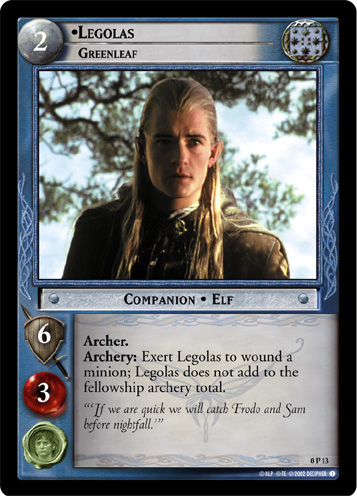 2
•Legolas
Greenleaf
Companion • Elf
6
3
Archer.
Archery: Exert Legolas to wound a
minion; Legolas does not add to the
fellowship archery total.
"‘If we are quick we will catch Frodo and Sam
before nightfall.’"
0 P 13
©NLP ©TE ©2002 DECIPHER